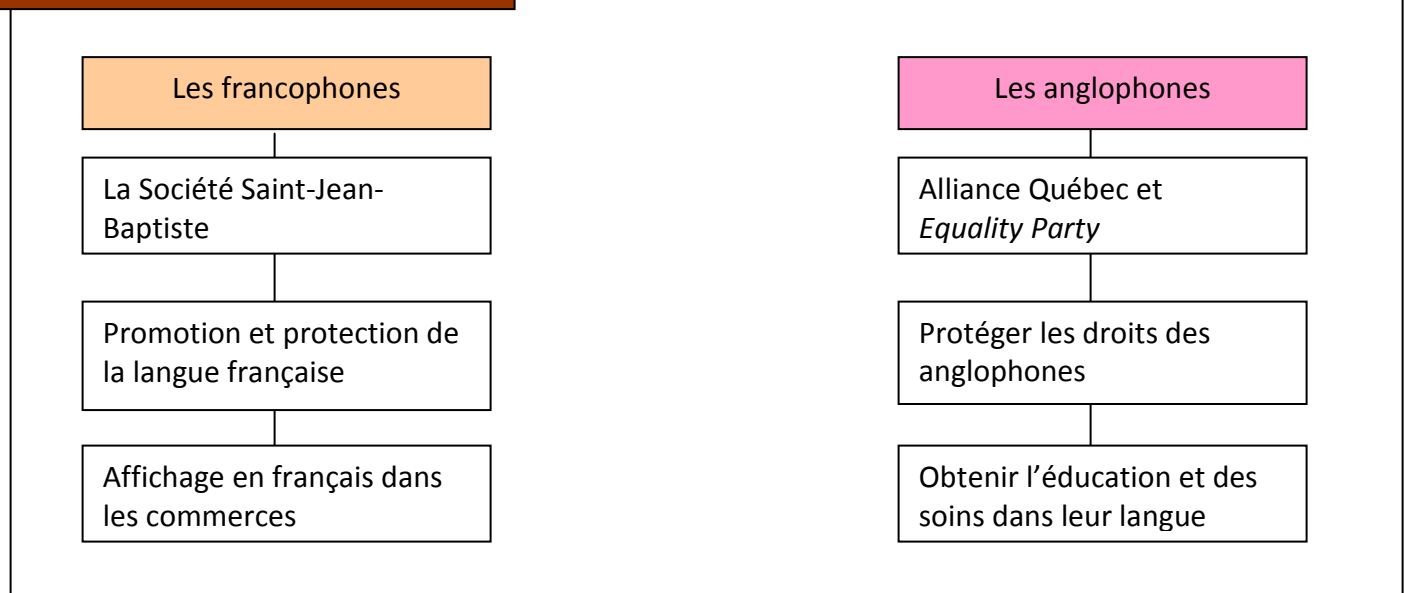 Les francophones
La Société Saint-Jean-
Baptiste
Promotion et protection de
la langue française
Affichage en français dans
les commerces
Les anglophones
Alliance Québec et
Equality Party
Protéger les droits des
anglophones
Obtenir l’éducation et des
soins dans leur langue